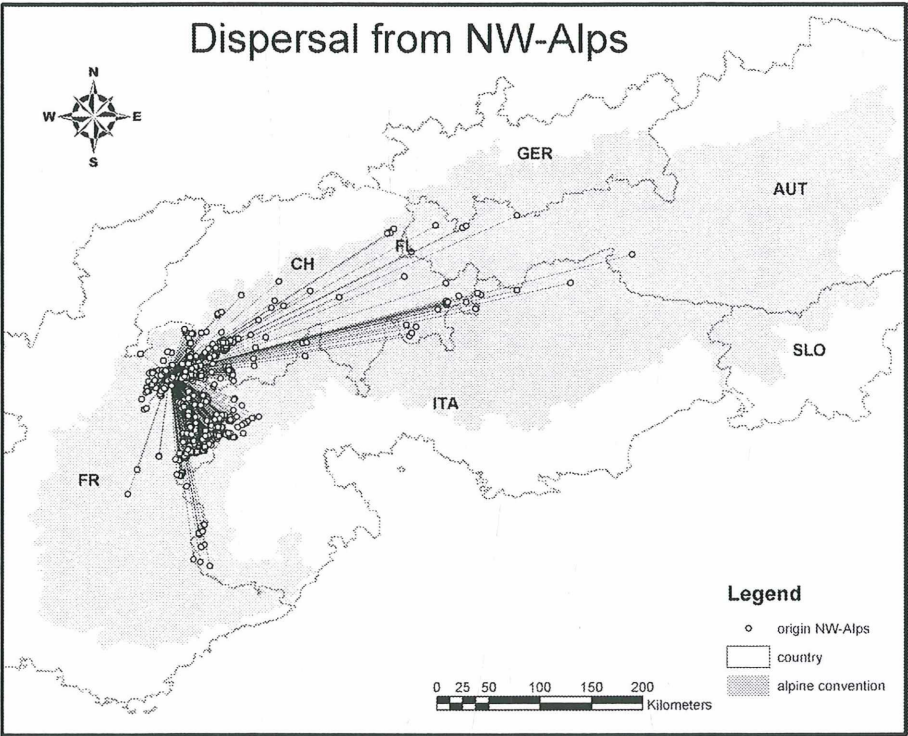 Dispersal from NW-Alps
N
W E
S
GER
AUT
FL
CH
SLO
ITA
FR
Legend
origin NW-Alps
country
alpine convention
0 25 50 100 150 200
Kilometers